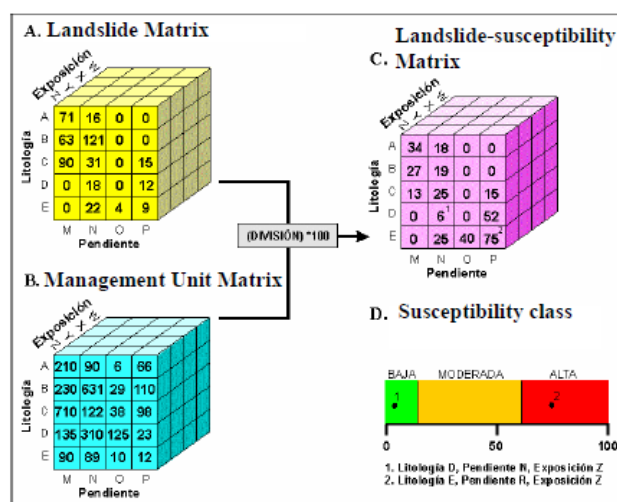 A. Landslide Matrix
Exposición
Z Y X W
Litología
A 71 16 0 0
B 63 121 0 0
C 90 31 0 15
D 0 18 0 12
E 0 22 4 9
M N O P
Pendiente
B. Management Unit Matrix
Exposición
Z Y X W
Litología
A 210 90 6 66
B 230 631 29 110
C 710 122 38 98
D 135 310 125 23
E 90 89 10 12
M N O P
Pendiente
(DIVISIÓN) *100
Landslide-susceptibility
C. Matrix
Exposición
Z Y X W
Litología
A 34 18 0 0
B 27 19 0 0
C 13 25 0 15
D 0 6¹ 0 52
E 0 25 40 75²
M N O P
Pendiente
D. Susceptibility class
BAJA MODERADA ALTA
1 2
0 50 100
1. Litología D, Pendiente N, Exposición Z
2. Litología E, Pendiente R, Exposición Z